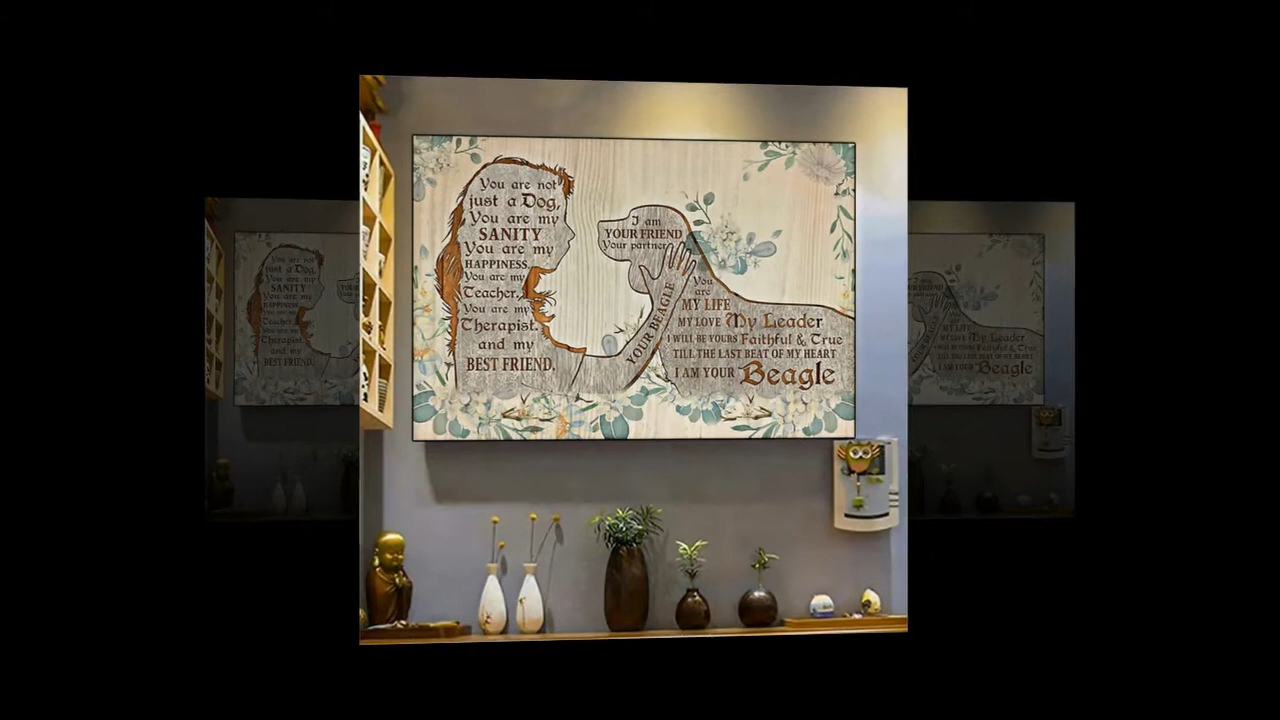 You are not
just a Dog,
You are my
SANITY
You are my
HAPPINESS.
You are my
Teacher,
You are my
Therapist.
and my
BEST FRIEND.
I am
YOUR FRIEND
Your partner
YOUR BEAGLE
You
are
MY LIFE
MY LOVE My Leader
I WILL BE YOURS Faithful & True
TILL THE LAST BEAT OF MY HEART
I AM YOUR Beagle